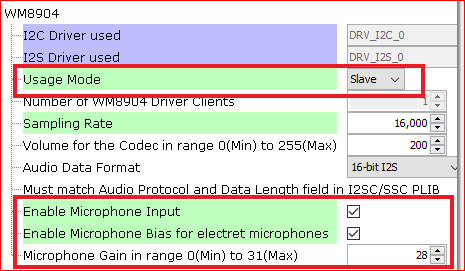 WM8904
I2C Driver used DRV_I2C_0
I2S Driver used DRV_I2S_0
Usage Mode Slave
Number of WM8904 Driver Clients 1
Sampling Rate 16,000
Volume for the Codec in range 0(Min) to 255(Max) 200
Audio Data Format 16-bit I2S
Must match Audio Protocol and Data Length field in I2SC/SSC PLIB
Enable Microphone Input
Enable Microphone Bias for electret microphones
Microphone Gain in range 0(Min) to 31(Max) 28